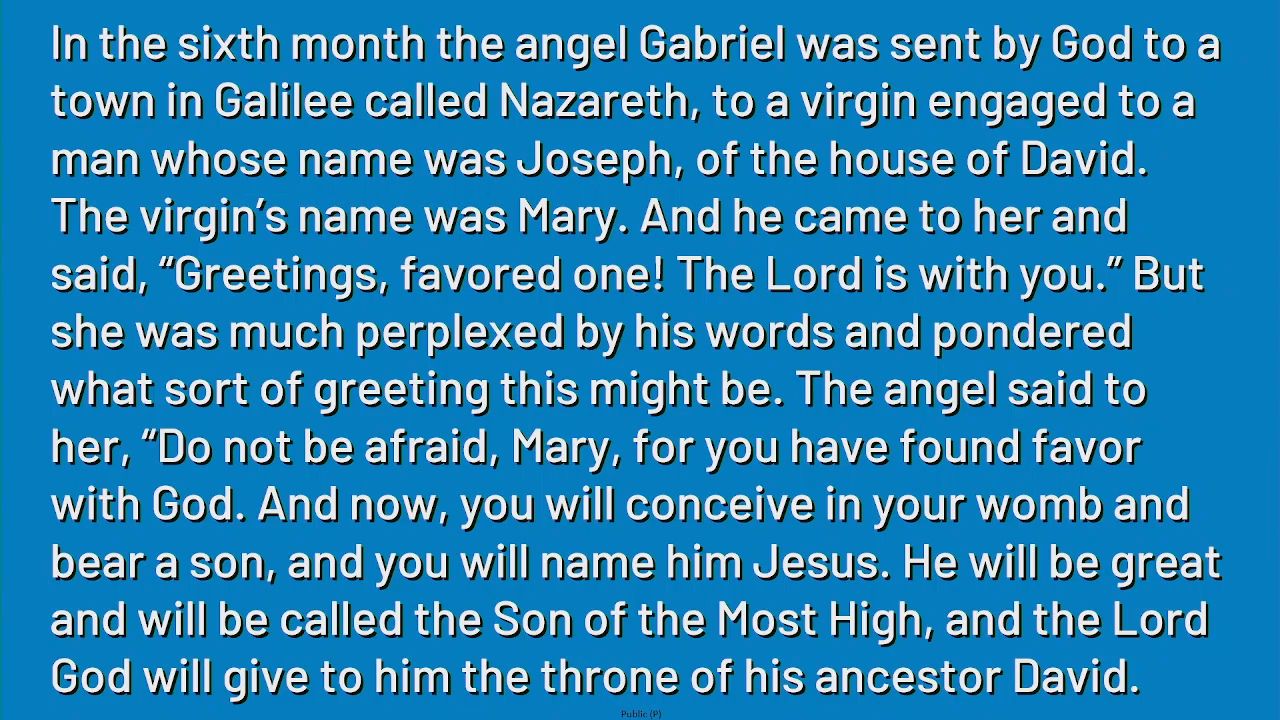 In the sixth month the angel Gabriel was sent by God to a
town in Galilee called Nazareth, to a virgin engaged to a
man whose name was Joseph, of the house of David.
The virgin’s name was Mary. And he came to her and
said, “Greetings, favored one! The Lord is with you.” But
she was much perplexed by his words and pondered
what sort of greeting this might be. The angel said to
her, “Do not be afraid, Mary, for you have found favor
with God. And now, you will conceive in your womb and
bear a son, and you will name him Jesus. He will be great
and will be called the Son of the Most High, and the Lord
God will give to him the throne of his ancestor David.
Public (P)